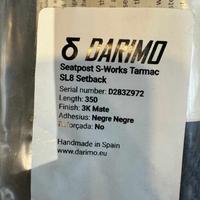 DARIMO
Seatpost S-Works Tarmac
SL8 Setback
Serial number: D283Z972
Length: 350
Finish: 3K Mate
Adhesius: Negre Negre
Reforçada: No
Handmade in Spain
www.darimo.eu